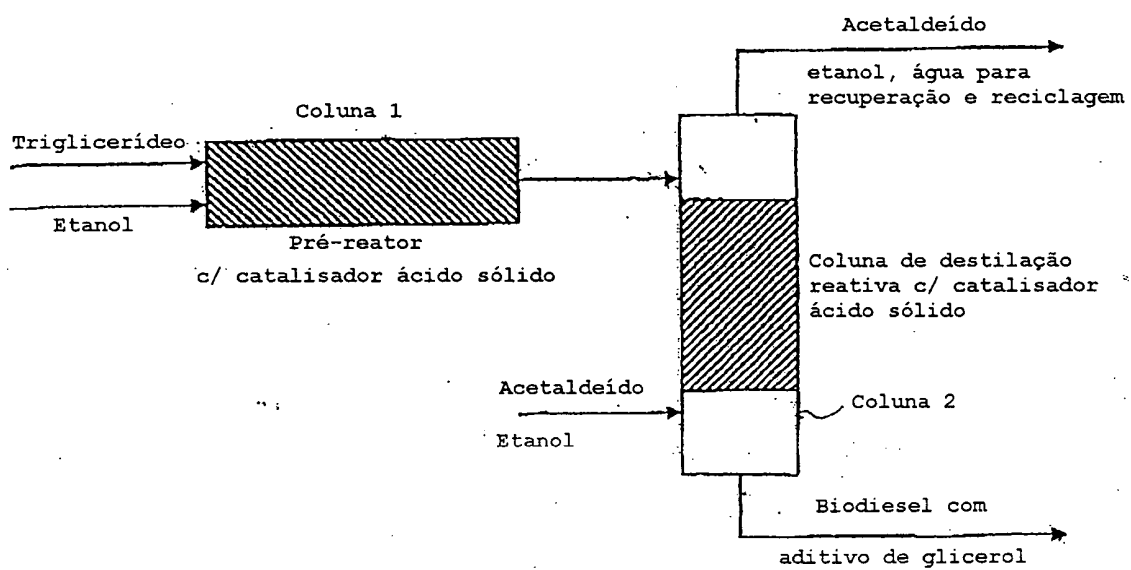 Acetaldeído
etanol, água para
recuperação e reciclagem
Coluna 1
Triglicerídeo
Etanol
Pré-reator
c/ catalisador ácido sólido
Coluna de destilação
reativa c/ catalisador
ácido sólido
Acetaldeído
Etanol
Coluna 2
Biodiesel com
aditivo de glicerol